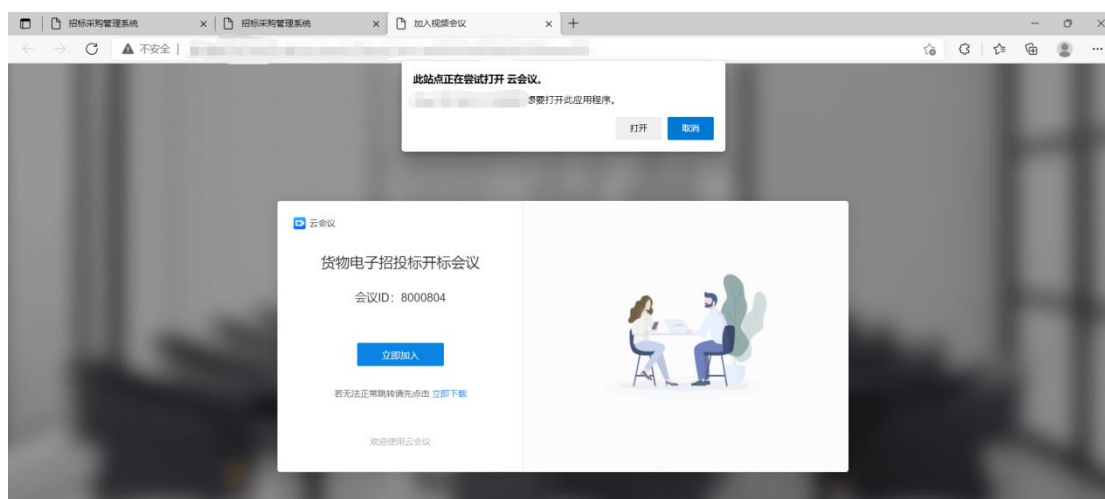 招标采购管理系统
招标采购管理系统
加入视频会议
不安全
此站点正在尝试打开 云会议。
想要打开此应用程序。
打开 取消
云会议
货物电子招投标开标会议
会议ID：8000804
立即加入
若无法正常跳转请先点击 立即下载
欢迎使用云会议